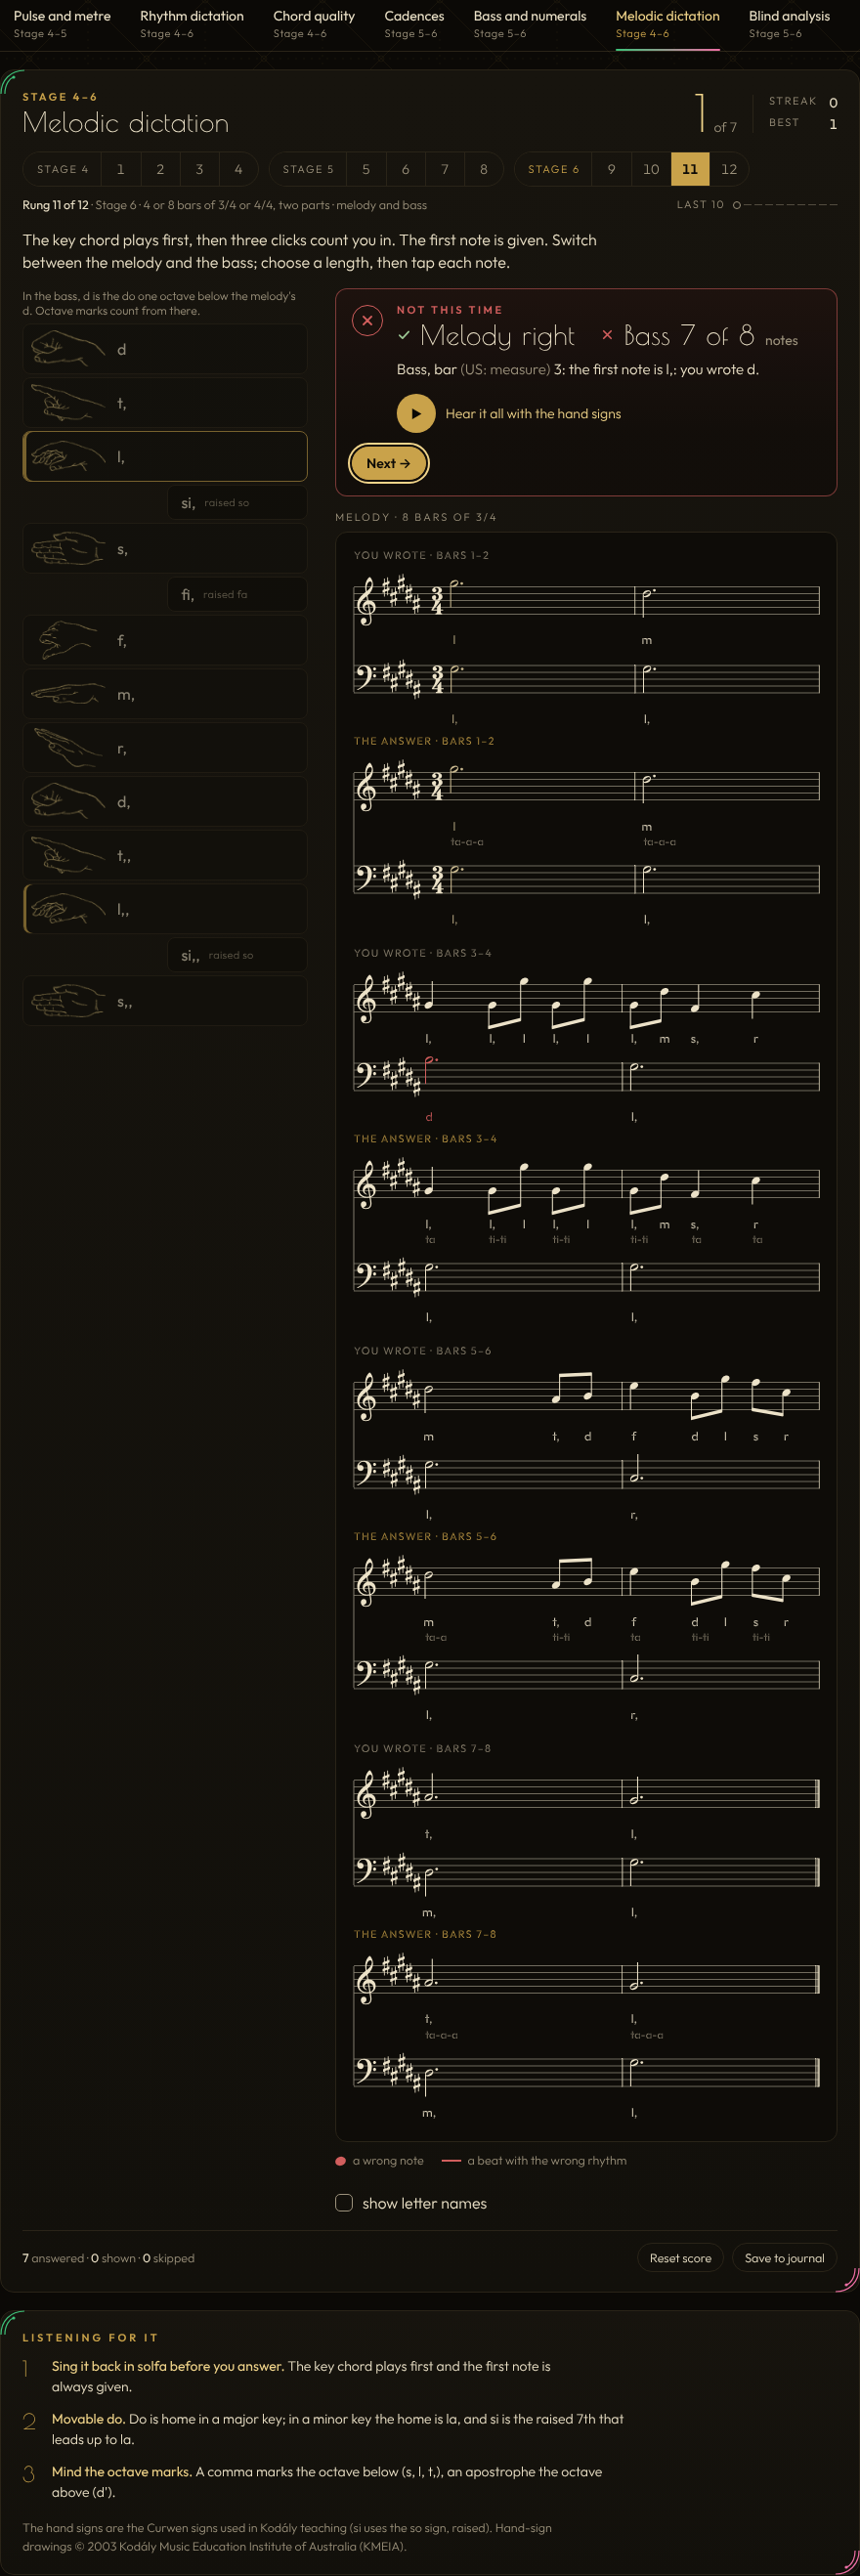 Pulse and metre
Stage 4–5
Rhythm dictation
Stage 4–6
Chord quality
Stage 4–6
Cadences
Stage 5–6
Bass and numerals
Stage 5–6
Melodic dictation
Stage 4–6
Blind analysis
Stage 5–6
STAGE 4–6
Melodic dictation
1 of 7
STREAK 0
BEST 1
STAGE 4 1 2 3 4
STAGE 5 5 6 7 8
STAGE 6 9 10 11 12
Rung 11 of 12 · Stage 6 · 4 or 8 bars of 3/4 or 4/4, two parts · melody and bass
LAST 10
The key chord plays first, then three clicks count you in. The first note is given. Switch
between the melody and the bass; choose a length, then tap each note.
In the bass, d is the do one octave below the melody's
d. Octave marks count from there.
d
t,
l,
si, raised so
s,
fi, raised fa
f,
m,
r,
d,
t,,
l,,
si,, raised so
s,,
NOT THIS TIME
✓ Melody right × Bass 7 of 8 notes
Bass, bar (US: measure) 3: the first note is l,: you wrote d.
Hear it all with the hand signs
Next →
MELODY · 8 BARS OF 3/4
YOU WROTE · BARS 1–2
3
4
l m
3
4
l, l,
THE ANSWER · BARS 1–2
3
4
l m
ta-a-a ta-a-a
3
4
l, l,
YOU WROTE · BARS 3–4
l, l, l l, l l, m s, r
d l,
THE ANSWER · BARS 3–4
l, l, l l, l l, m s, r
ta ti-ti ti-ti ti-ti ta ta
l, l,
YOU WROTE · BARS 5–6
m t, d f d l s r
l, r,
THE ANSWER · BARS 5–6
m t, d f d l s r
ta-a ti-ti ta ti-ti ti-ti
l, r,
YOU WROTE · BARS 7–8
t, l,
m, l,
THE ANSWER · BARS 7–8
t, l,
ta-a-a ta-a-a
m, l,
a wrong note
a beat with the wrong rhythm
show letter names
7 answered · 0 shown · 0 skipped
Reset score
Save to journal
LISTENING FOR IT
1 Sing it back in solfa before you answer. The key chord plays first and the first note is
always given.
2 Movable do. Do is home in a major key; in a minor key the home is la, and si is the raised 7th that
leads up to la.
3 Mind the octave marks. A comma marks the octave below (s, l, t,), an apostrophe the octave
above (d').
The hand signs are the Curwen signs used in Kodály teaching (si uses the so sign, raised). Hand-sign
drawings © 2003 Kodály Music Education Institute of Australia (KMEIA).